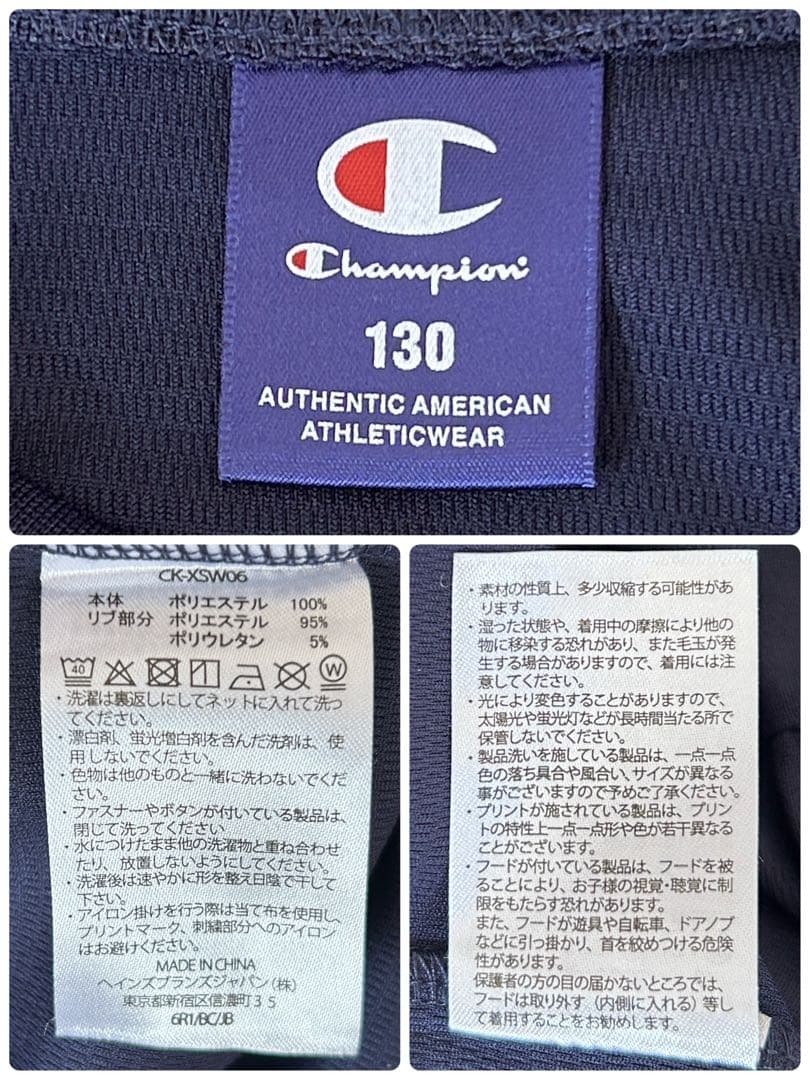 Champion
130
AUTHENTIC AMERICAN
ATHLETICWEAR
CK-XSW06
本体 ポリエステル 100%
リブ部分 ポリエステル 95%
ポリウレタン 5%
40
W
・洗濯は裏返しにしてネットに入れて洗っ
てください。
・漂白剤、蛍光増白剤を含んだ洗剤は、使
用しないでください。
・色物は他のものと一緒に洗わないでくだ
さい。
・ファスナーやボタンが付いている製品は、
閉じて洗ってください
・水につけたまま他の洗濯物と重ね合わせ
たり、放置しないようにしてください。
・洗濯後は速やかに形を整え日陰で干して
下さい。
・アイロン掛けを行う際は当て布を使用し、
プリントマーク、刺繍部分へのアイロン
はお避けください。
MADE IN CHINA
ヘインズブランズジャパン(株)
東京都新宿区信濃町35
6R1/BC/JB
・素材の性質上、多少収縮する可能性があ
ります。
・湿った状態や、着用中の摩擦により他の
物に移染する恐れがあり、また毛玉が発
生する場合がありますので、着用には注
意してください。
・光により変色することがありますので、
太陽光や蛍光灯などが長時間当たる所で
保管しないでください。
・製品洗いを施している製品は、一点一点
色の落ち具合や風合い、サイズが異なる
事がございますので予めご了承ください。
・プリントが施されている製品は、プリン
トの特性上一点一点形や色が若干異なる
ことがございます。
・フードが付いている製品は、フードを被
ることにより、お子様の視覚・聴覚に制
限をもたらす恐れがあります。
また、フードが遊具や自転車、ドアノブ
などに引っ掛かり、首を絞めつける危険
性があります。
保護者の方の目の届かないところでは、
フードは取り外す（内側に入れる）等し
て着用することをお勧めします。